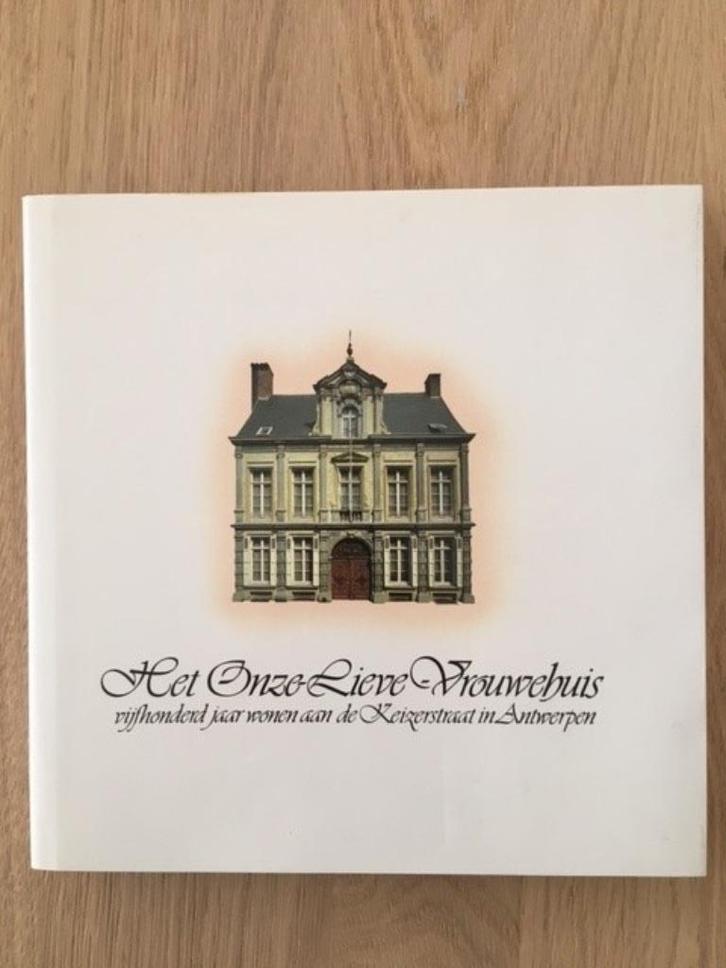 Het Onze-Lieve-Vrouwehuis
vijfhonderd jaar wonen aan de Keizerstraat in Antwerpen